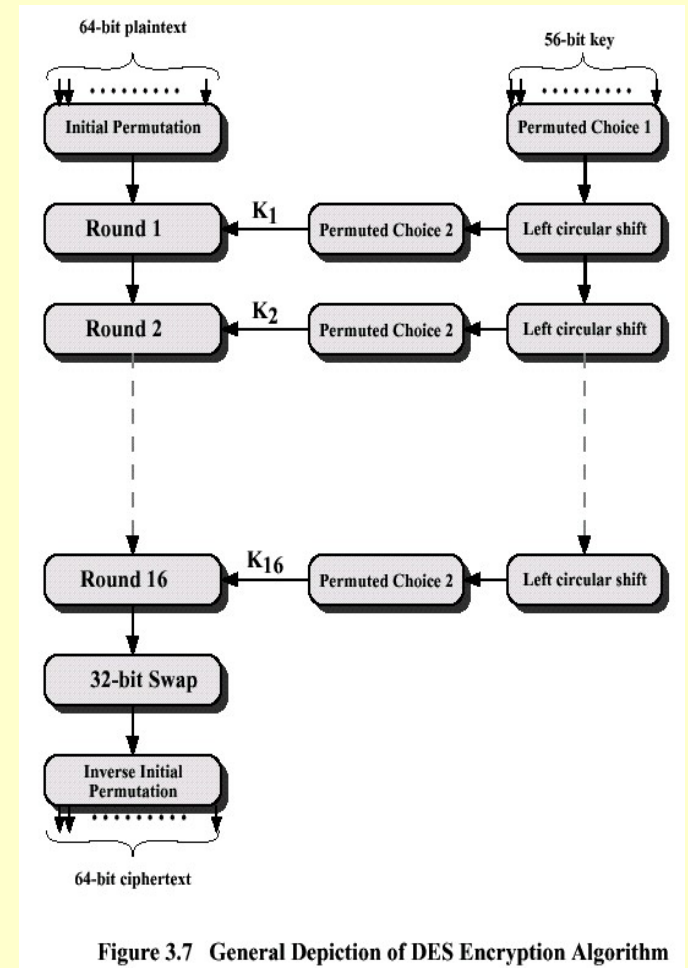 64-bit plaintext
56-bit key
Initial Permutation
Permuted Choice 1
Round 1
K1
Permuted Choice 2
Left circular shift
Round 2
K2
Permuted Choice 2
Left circular shift
Round 16
K16
Permuted Choice 2
Left circular shift
32-bit Swap
Inverse Initial
Permutation
64-bit ciphertext
Figure 3.7 General Depiction of DES Encryption Algorithm